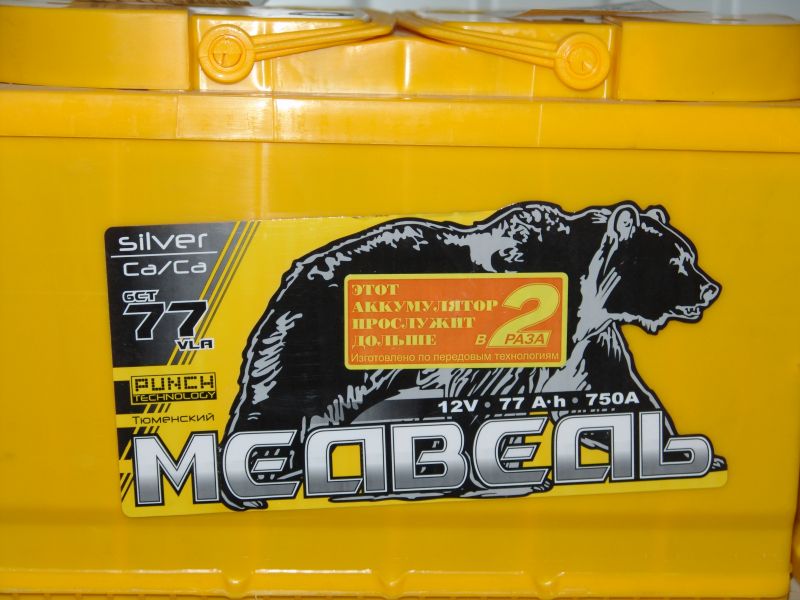 Silver
Ca/Ca
6СТ
77
VLA
PUNCH
TECHNOLOGY
Тюменский
МЕДВЕДЬ
ЭТОТ
АККУМУЛЯТОР
ПРОСЛУЖИТ
ДОЛЬШЕ В 2 РАЗА
Изготовлено по передовым технологиям
12V · 77 A·h · 750A